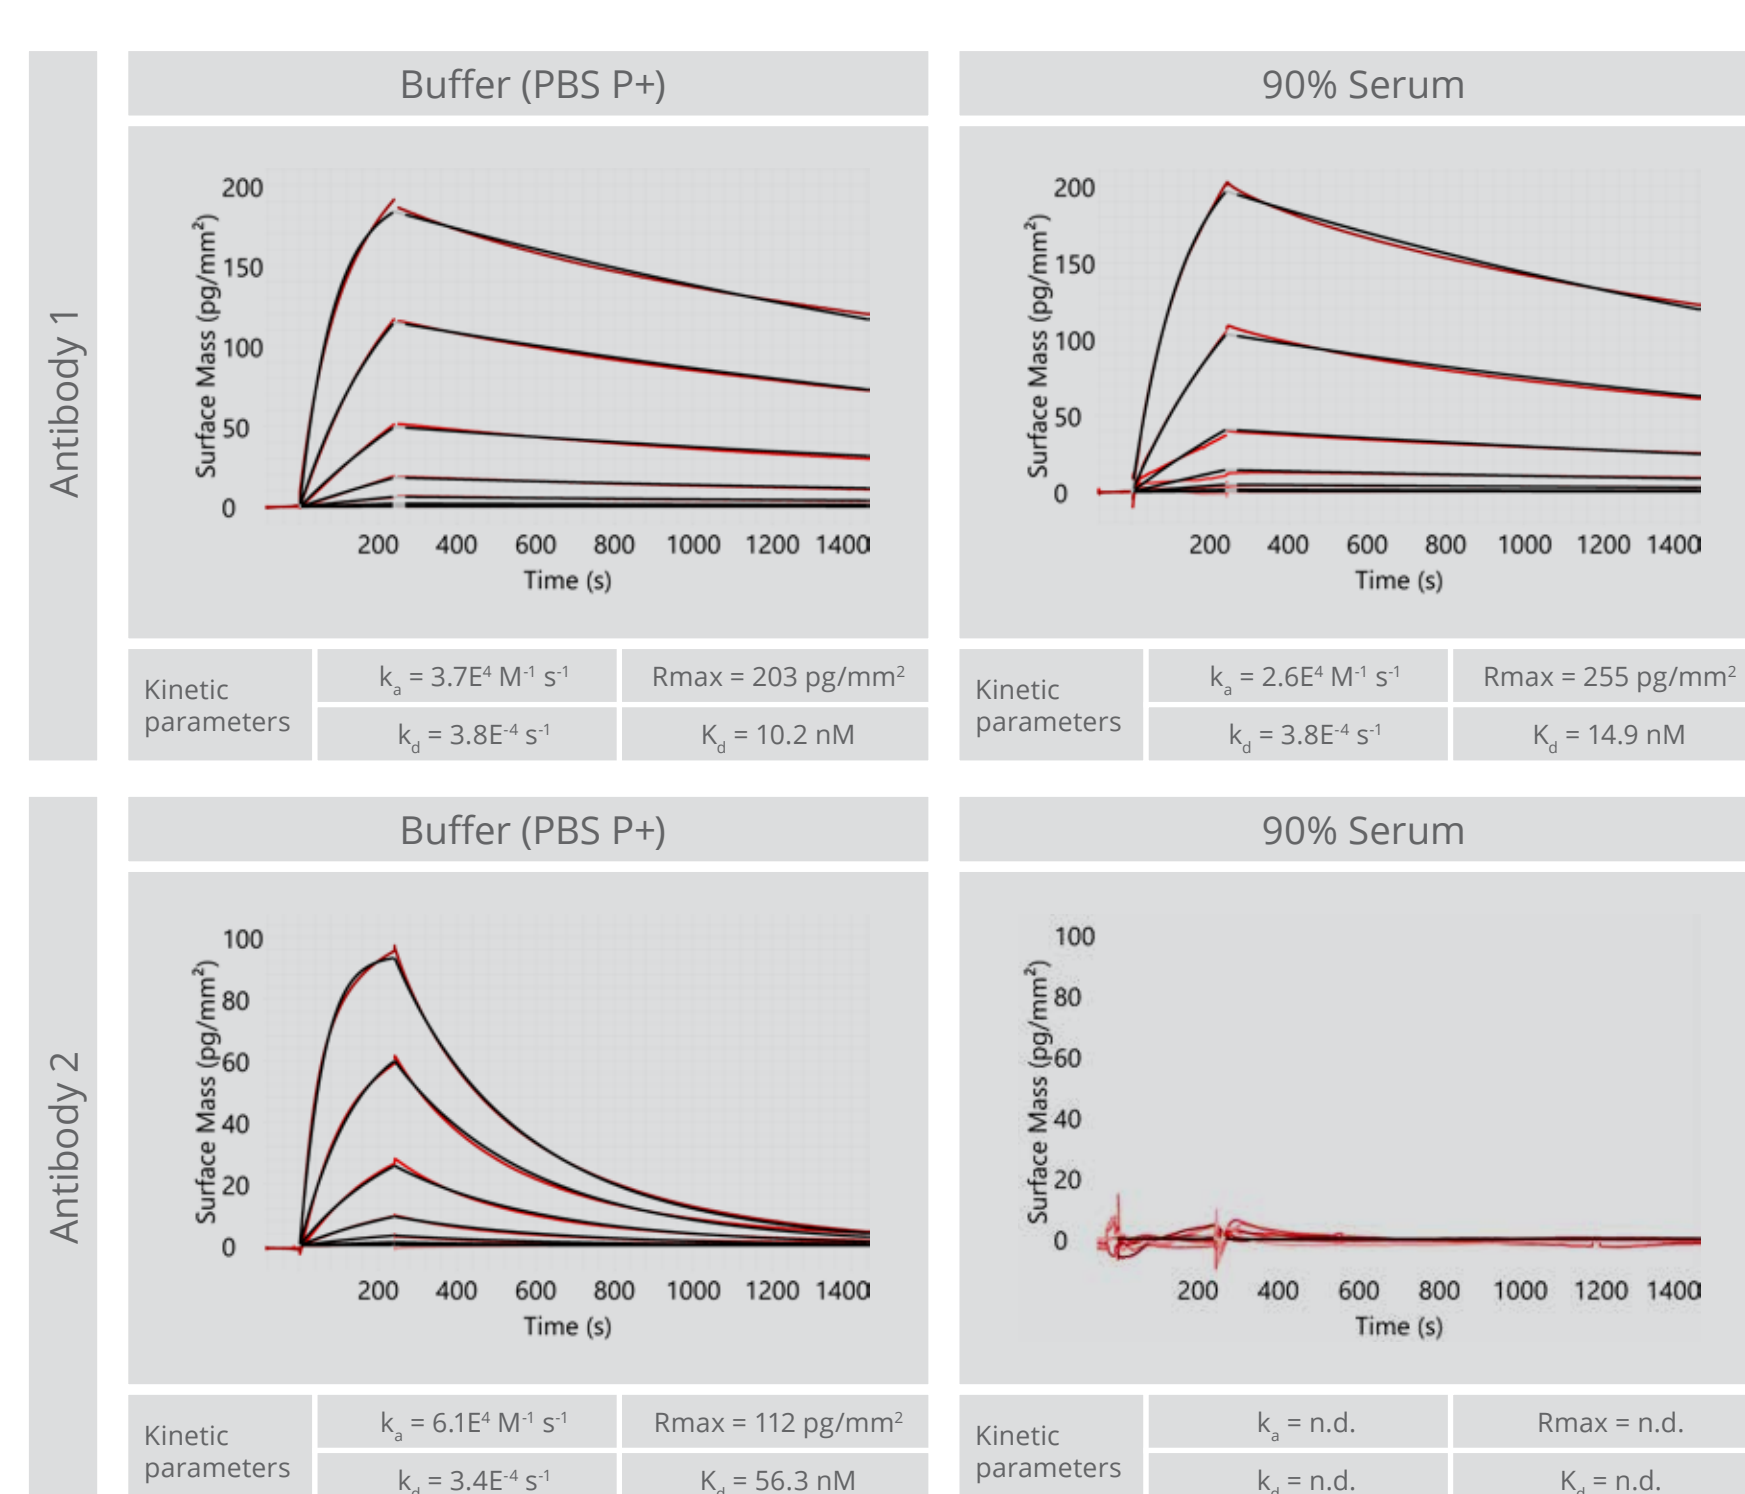 Antibody 1
Buffer (PBS P+)
Surface Mass (pg/mm²)
200
150
100
50
0
200 400 600 800 1000 1200 1400
Time (s)
Kinetic
parameters
kₐ = 3.7E⁴ M⁻¹ s⁻¹
Rmax = 203 pg/mm²
k_d = 3.8E⁻⁴ s⁻¹
K_d = 10.2 nM
90% Serum
Surface Mass (pg/mm²)
200
150
100
50
0
200 400 600 800 1000 1200 1400
Time (s)
Kinetic
parameters
kₐ = 2.6E⁴ M⁻¹ s⁻¹
Rmax = 255 pg/mm²
k_d = 3.8E⁻⁴ s⁻¹
K_d = 14.9 nM
Antibody 2
Buffer (PBS P+)
Surface Mass (pg/mm²)
100
80
60
40
20
0
200 400 600 800 1000 1200 1400
Time (s)
Kinetic
parameters
kₐ = 6.1E⁴ M⁻¹ s⁻¹
Rmax = 112 pg/mm²
k_d = 3.4E⁻⁴ s⁻¹
K_d = 56.3 nM
90% Serum
Surface Mass (pg/mm²)
100
80
60
40
20
0
200 400 600 800 1000 1200 1400
Time (s)
Kinetic
parameters
kₐ = n.d.
Rmax = n.d.
k_d = n.d.
K_d = n.d.